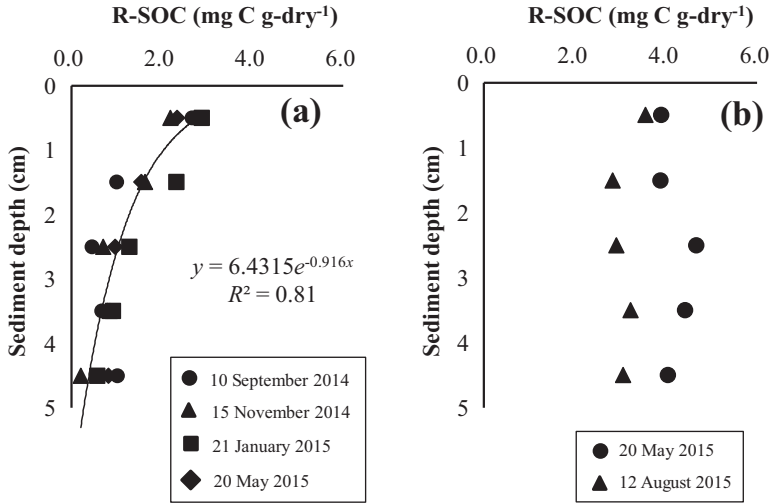 R-SOC (mg C g-dry⁻¹)
0.0 2.0 4.0 6.0
0
1
2
3
4
5
Sediment depth (cm)
(a)
y = 6.4315e^-0.916x
R² = 0.81
10 September 2014
15 November 2014
21 January 2015
20 May 2015
R-SOC (mg C g-dry⁻¹)
0.0 2.0 4.0 6.0
0
1
2
3
4
5
Sediment depth (cm)
(b)
20 May 2015
12 August 2015